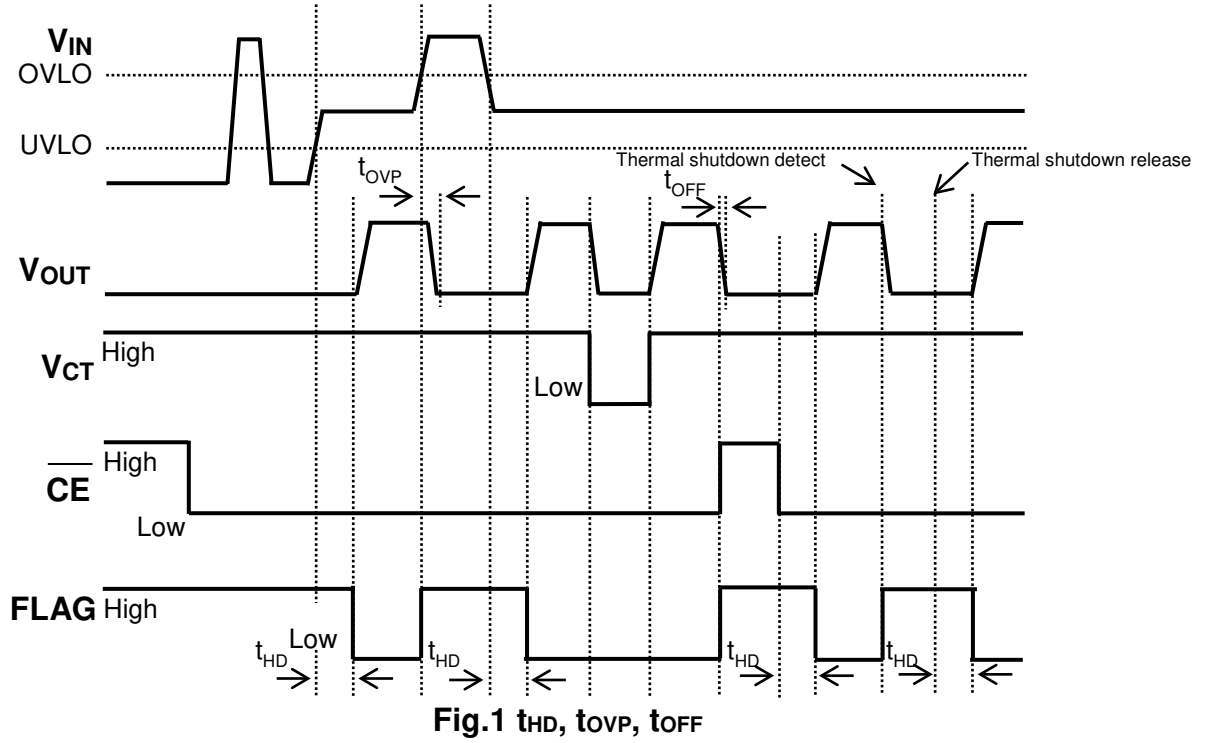 VIN
OVLO
UVLO
Thermal shutdown detect
Thermal shutdown release
tOVP
tOFF
VOUT
High
VCT
Low
High
CE
Low
FLAG High
Low
tHD
tHD
tHD
tHD
Fig.1 tHD, tOVP, tOFF